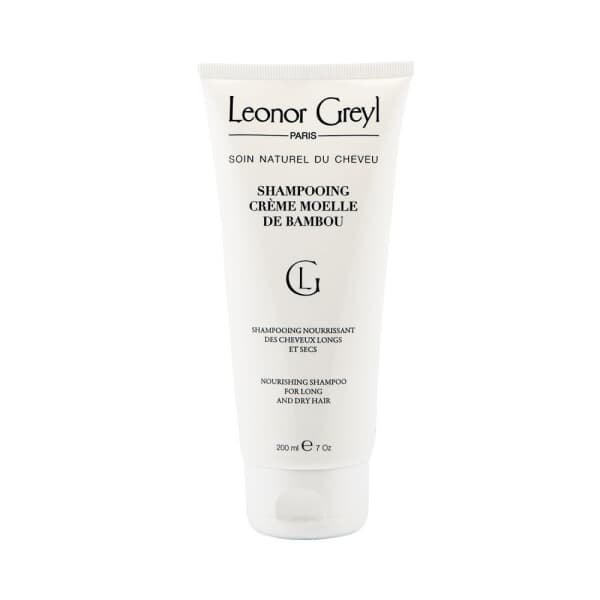 Leonor Greyl
PARIS
SOIN NATUREL DU CHEVEU
SHAMPOOING
CRÈME MOELLE
DE BAMBOU
LG
SHAMPOOING NOURRISSANT
DES CHEVEUX LONGS
ET SECS
NOURISHING SHAMPOO
FOR LONG
AND DRY HAIR
200 ml ℮ 7 Oz